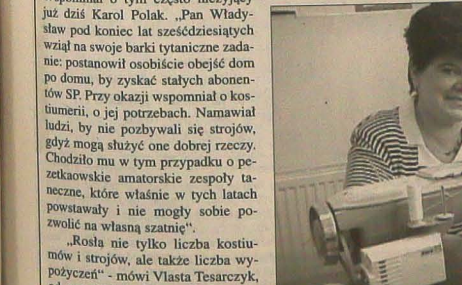 wspominał o tym często nieżyjący
już dziś Karol Polak. „Pan Włady-
sław pod koniec lat sześćdziesiątych
wziął na swoje barki tytaniczne zada-
nie: postanowił osobiście obejść dom
po domu, by zyskać stałych abonen-
tów SP. Przy okazji wspomniał o kos-
tiumerii, o jej potrzebach. Namawiał
ludzi, by nie pozbywali się strojów,
gdyż mogą służyć one dobrej rzeczy.
Chodziło mu w tym przypadku o pe-
zetkaowskie amatorskie zespoły ta-
neczne, które właśnie w tych latach
powstawały i nie mogły sobie po-
zwolić na własną szatnię“.
„Rosła nie tylko liczba kostiu-
mów i strojów, ale także liczba wy-
pożyczeń“ - mówi Vlasta Tesarczyk,